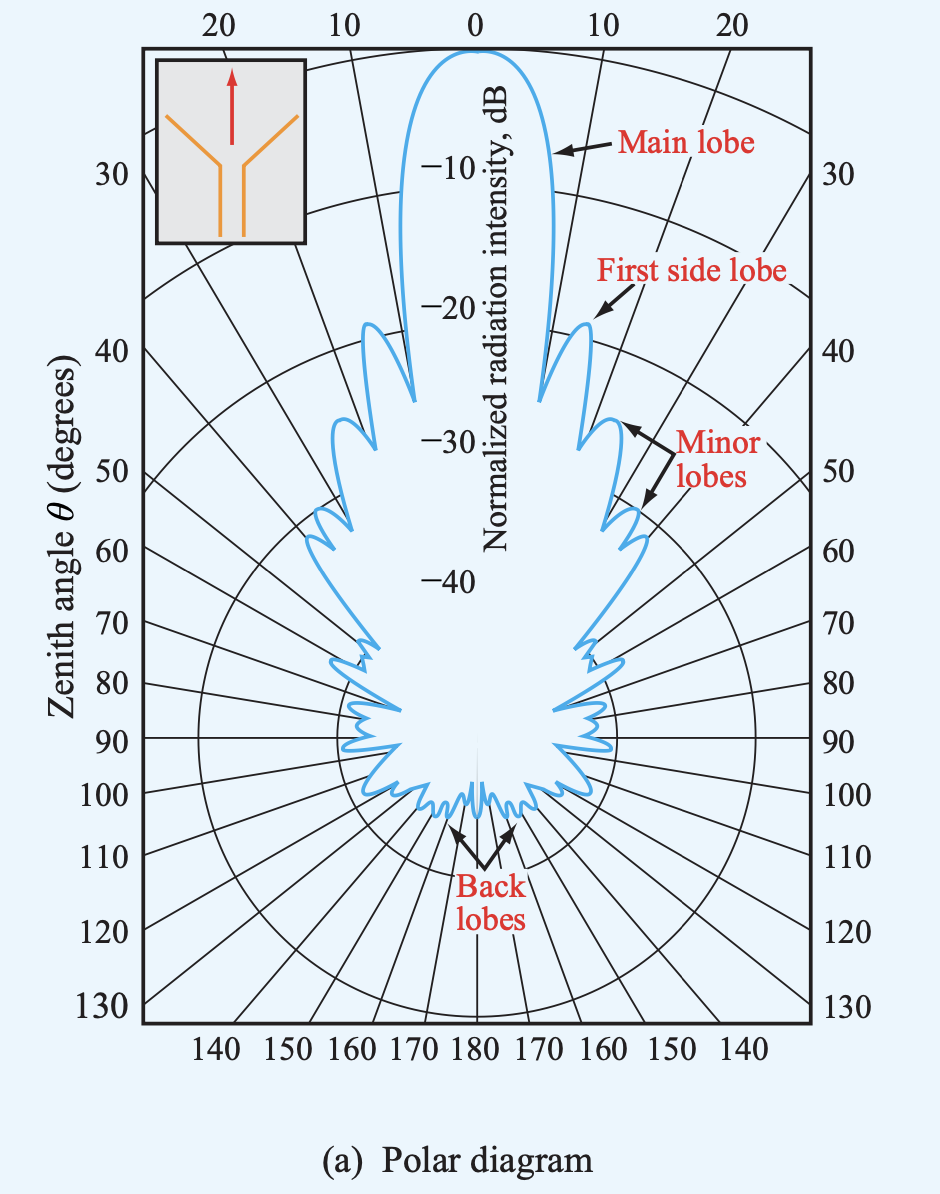 20 10 0 10 20
Main lobe
−10
30 30
First side lobe
−20
Normalized radiation intensity, dB
40 40
Zenith angle θ (degrees)
−30
Minor
lobes
50 50
60 60
−40
70 70
80 80
90 90
100 100
110 110
Back
lobes
120 120
130 130
140 150 160 170 180 170 160 150 140
(a) Polar diagram